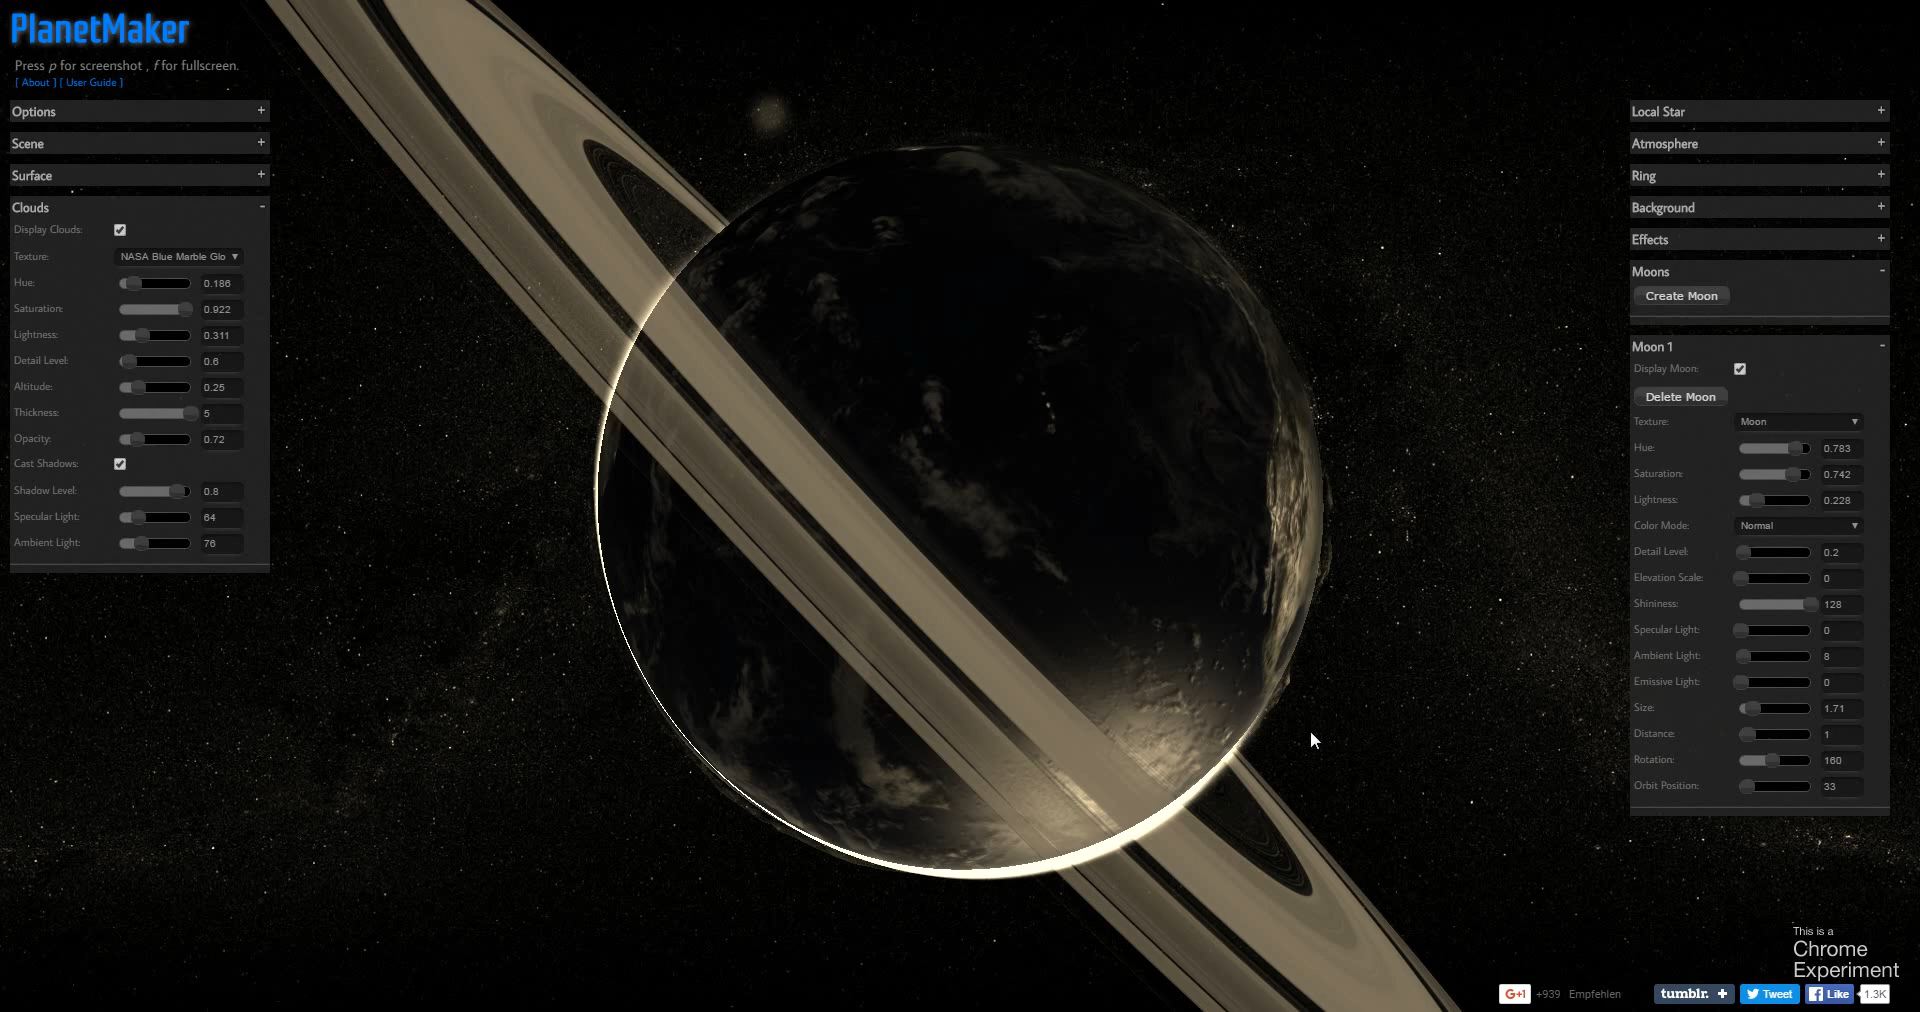 PlanetMaker
Press p for screenshot , f for fullscreen.
[ About ] [ User Guide ]
Options +
Scene +
Surface +
Clouds -
Display Clouds:
Texture: NASA Blue Marble Glo
Hue: 0.186
Saturation: 0.922
Lightness: 0.311
Detail Level: 0.6
Altitude: 0.25
Thickness: 5
Opacity: 0.72
Cast Shadows:
Shadow Level: 0.8
Specular Light: 64
Ambient Light: 76
Local Star +
Atmosphere +
Ring +
Background +
Effects +
Moons -
Create Moon
Moon 1 -
Display Moon:
Delete Moon
Texture: Moon
Hue: 0.783
Saturation: 0.742
Lightness: 0.228
Color Mode: Normal
Detail Level: 0.2
Elevation Scale: 0
Shininess: 128
Specular Light: 0
Ambient Light: 8
Emissive Light: 0
Size: 1.71
Distance: 1
Rotation: 160
Orbit Position: 33
This is a
Chrome
Experiment
G+1 +939 Empfehlen tumblr. + Tweet Like 1.3K